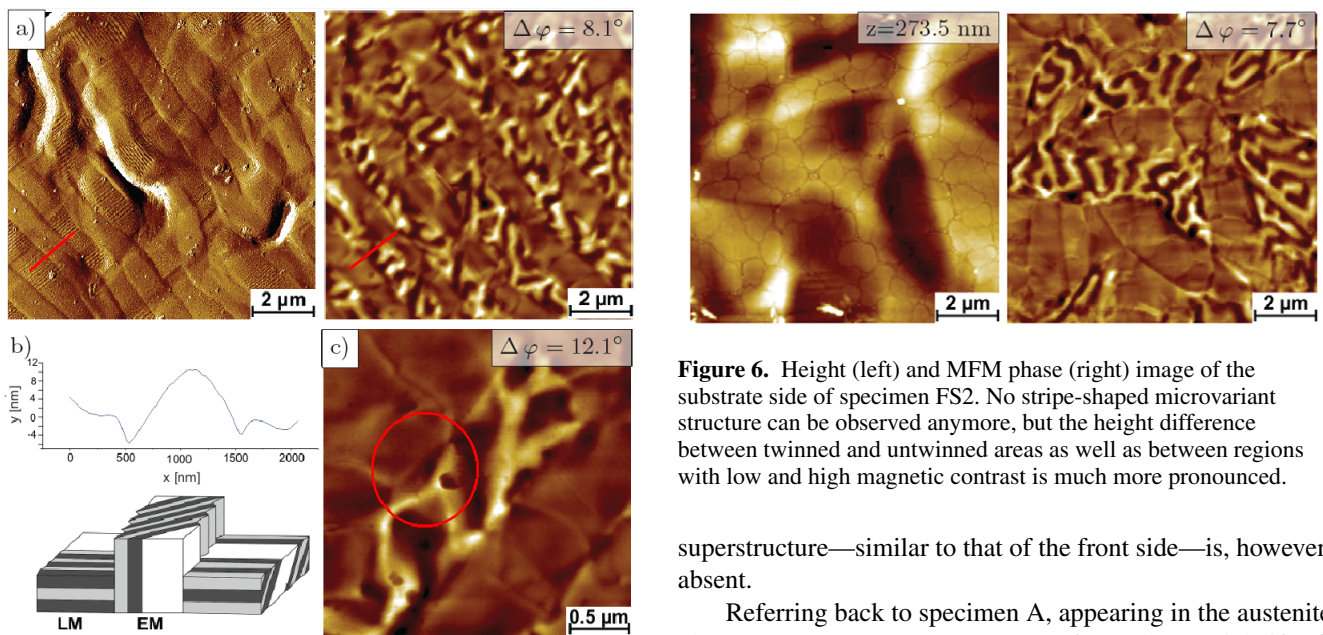 a)
Δ φ = 8.1°
2 µm
2 µm
b)
12
8
4
0
-4
y [nm]
0
500
1000
1500
2000
x [nm]
LM
EM
c)
Δ φ = 12.1°
0.5 µm
z=273.5 nm
Δ φ = 7.7°
2 µm
2 µm
Figure 6. Height (left) and MFM phase (right) image of the
substrate side of specimen FS2. No stripe-shaped microvariant
structure can be observed anymore, but the height difference
between twinned and untwinned areas as well as between regions
with low and high magnetic contrast is much more pronounced.
superstructure—similar to that of the front side—is, however
absent.
Referring back to specimen A, appearing in the austenite